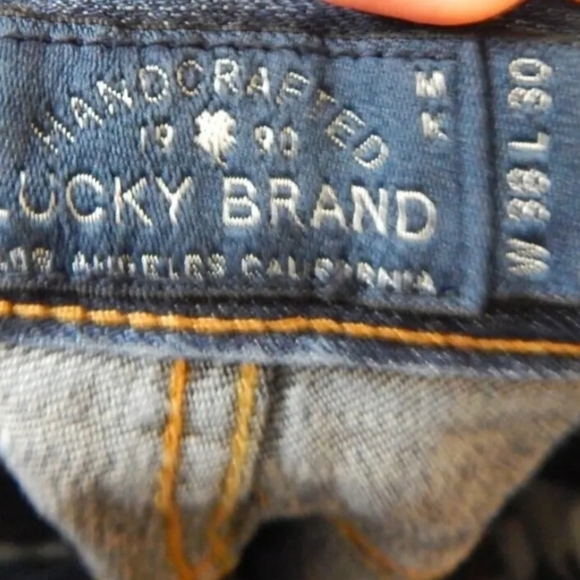 HANDCRAFTED
19 90
LUCKY BRAND
LOS ANGELES CALIFORNIA
M
K
W 38 L 30